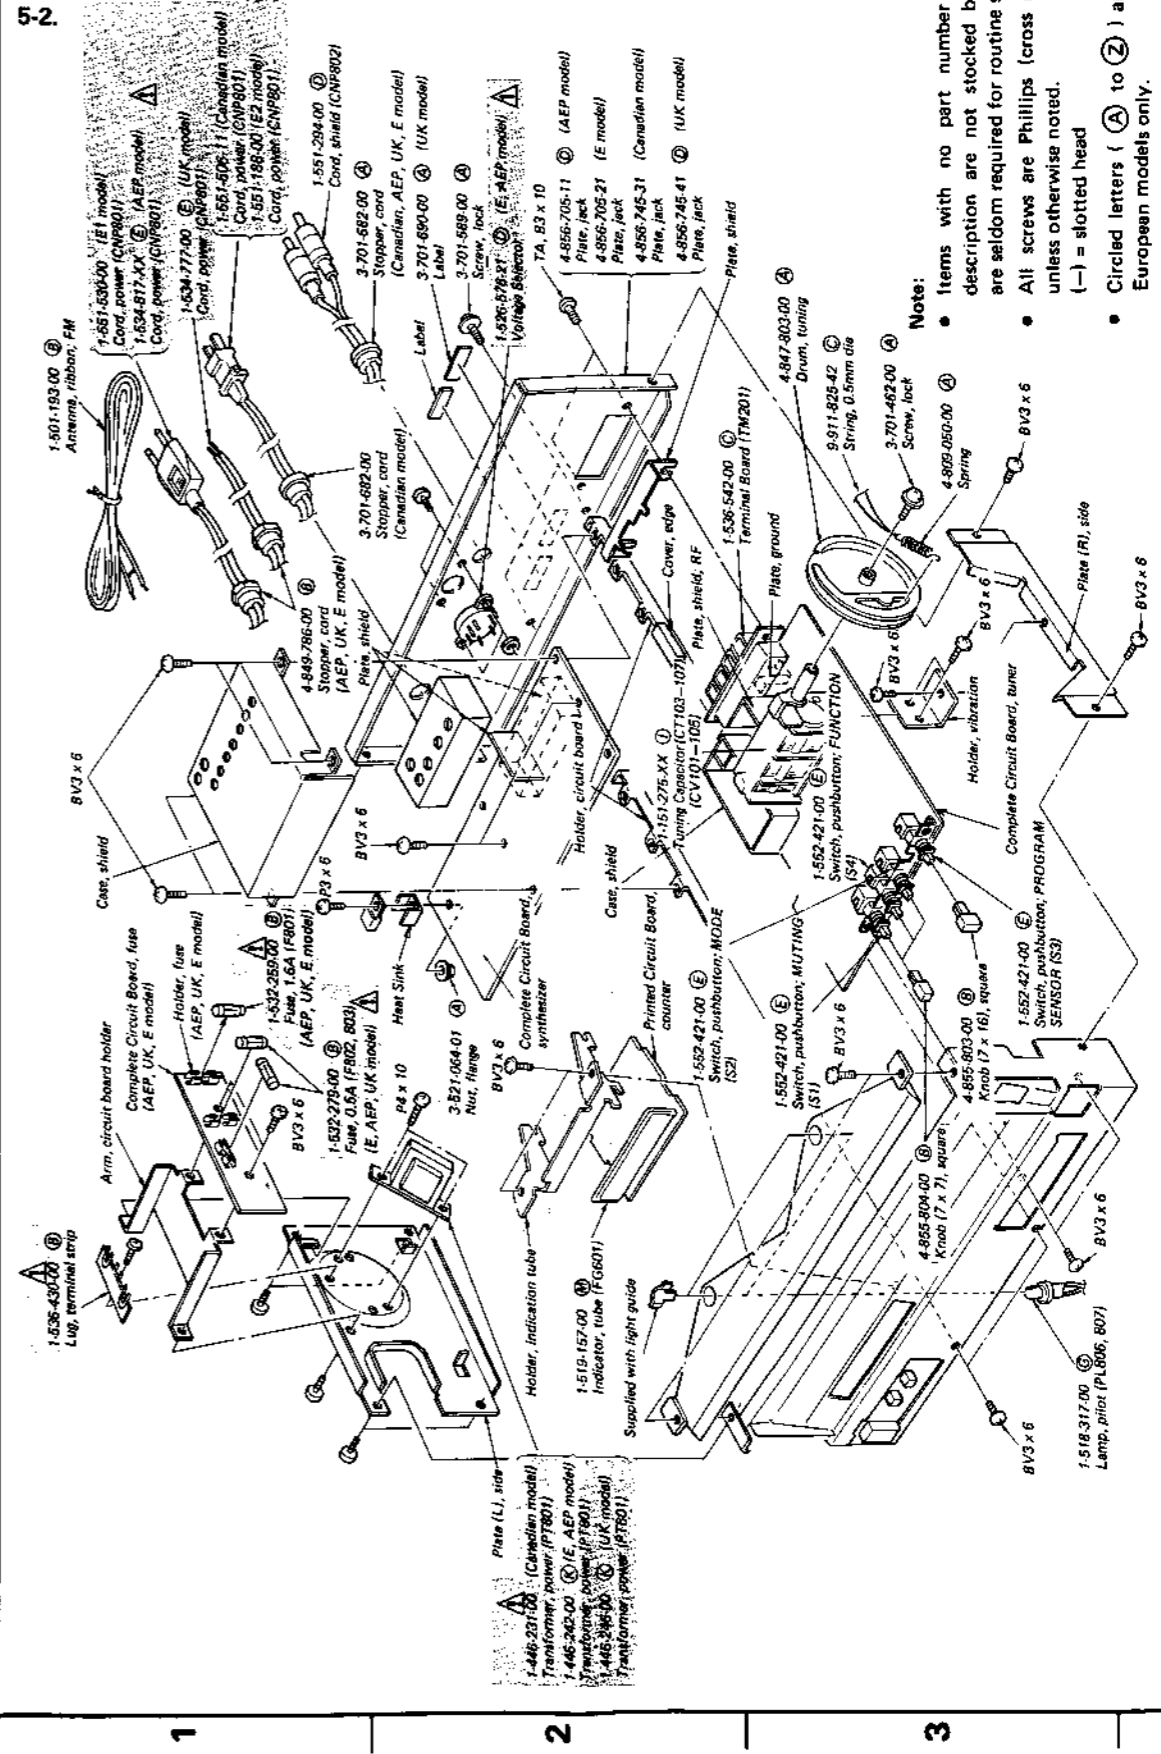 5-2.
1
2
3
1-536-430-00 Ⓑ
Lug, terminal strip
Arm, circuit board holder
Complete Circuit Board, fuse
(AEP, UK, E model)
Holder, fuse
(AEP, UK, E model)
1-532-259-00 Ⓑ
Fuse, 1.6A (F801)
(AEP, UK, E model)
BV3 x 6
1-532-279-00 Ⓑ
Fuse, 0.5A (F802, 803)
(E, AEP, UK model)
P4 x 10
Case, shield
BV3 x 6
P3 x 6
Heat Sink
BV3 x 6
3-521-064-01 Ⓐ
Nut, flange
BV3 x 6
Complete Circuit Board,
synthesizer
1-501-193-00 Ⓑ
Antenna, ribbon, FM
1-551-530-00 (E1 model)
Cord, power (CNP801)
1-534-817-XX Ⓔ (AEP model)
Cord, power (CNP801)
1-534-777-00 Ⓔ (UK model)
Cord, power (CNP801)
1-551-506-11 (Canadian model)
Cord, power (CNP801)
1-551-188-00 (E2 model)
Cord, power (CNP801)
4-849-786-00 Ⓑ
Stopper, cord
(AEP, UK, E model)
Plate, shield
3-701-682-00
Stopper, cord
(Canadian model)
1-551-294-00 Ⓓ
Cord, shield (CNP802)
3-701-682-00 Ⓐ
Stopper, cord
(Canadian, AEP, UK, E model)
Label
3-701-690-00 Ⓐ (UK model)
Label
3-701-589-00 Ⓐ
Screw, lock
1-526-576-21 Ⓓ (E, AEP model)
Voltage Selector
TA, B3 x 10
4-856-705-11 Ⓓ (AEP model)
Plate, jack
4-856-705-21 (E model)
Plate, jack
4-856-745-31 (Canadian model)
Plate, jack
4-856-745-41 Ⓓ (UK model)
Plate, jack
Plate, shield
Plate (L), side
1-446-231-00 (Canadian model)
Transformer, power (PT801)
1-446-242-00 Ⓚ (E, AEP model)
Transformer, power (PT801)
1-446-246-00 Ⓚ (UK model)
Transformer, power (PT801)
Holder, indication tube
1-519-157-00 Ⓜ
Indicator, tube (FG601)
Supplied with light guide
Printed Circuit Board,
counter
Case, shield
Holder, circuit board
Cover, edge
Plate, shield, RF
1-151-275-XX Ⓙ
Tuning Capacitor (CT103–107)
(CV101–105)
1-536-542-00 Ⓒ
Terminal Board (TM201)
Plate, ground
4-847-803-00 Ⓐ
Drum, tuning
9-911-825-42 Ⓒ
String, 0.5mm dia
3-701-462-00 Ⓐ
Screw, lock
4-809-050-00 Ⓐ
Spring
BV3 x 6
1-552-421-00 Ⓔ
Switch, pushbutton; MODE
(S2)
1-552-421-00 Ⓔ
Switch, pushbutton; MUTING
(S1)
1-552-421-00 Ⓔ
Switch, pushbutton; FUNCTION
(S4)
BV3 x 6
BV3 x 6
BV3 x 6
Holder, vibration
Plate (R), side
BV3 x 6
Complete Circuit Board, tuner
1-552-421-00 Ⓔ
Switch, pushbutton; PROGRAM
SENSOR (S3)
4-855-803-00 Ⓑ
Knob (7 x 16), square
4-855-804-00 Ⓑ
Knob (7 x 7), square
BV3 x 6
BV3 x 6
1-518-317-00 Ⓖ
Lamp, pilot (PL806, 807)
Note:
• Items with no part number
description are not stocked b
are seldom required for routine s
• All screws are Philips (cross
unless otherwise noted.
(—) = slotted head
• Circled letters ( Ⓐ to Ⓩ ) a
European models only.